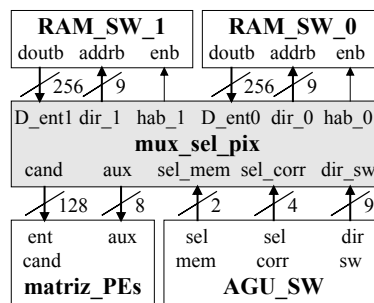 RAM_SW_1 RAM_SW_0
doutb addrb enb doutb addrb enb
256 9 256 9
D_ent1 dir_1 hab_1 D_ent0 dir_0 hab_0
mux_sel_pix
cand aux sel_mem sel_corr dir_sw
128 8 2 4 9
ent aux sel sel dir
cand mem corr sw
matriz_PEs AGU_SW